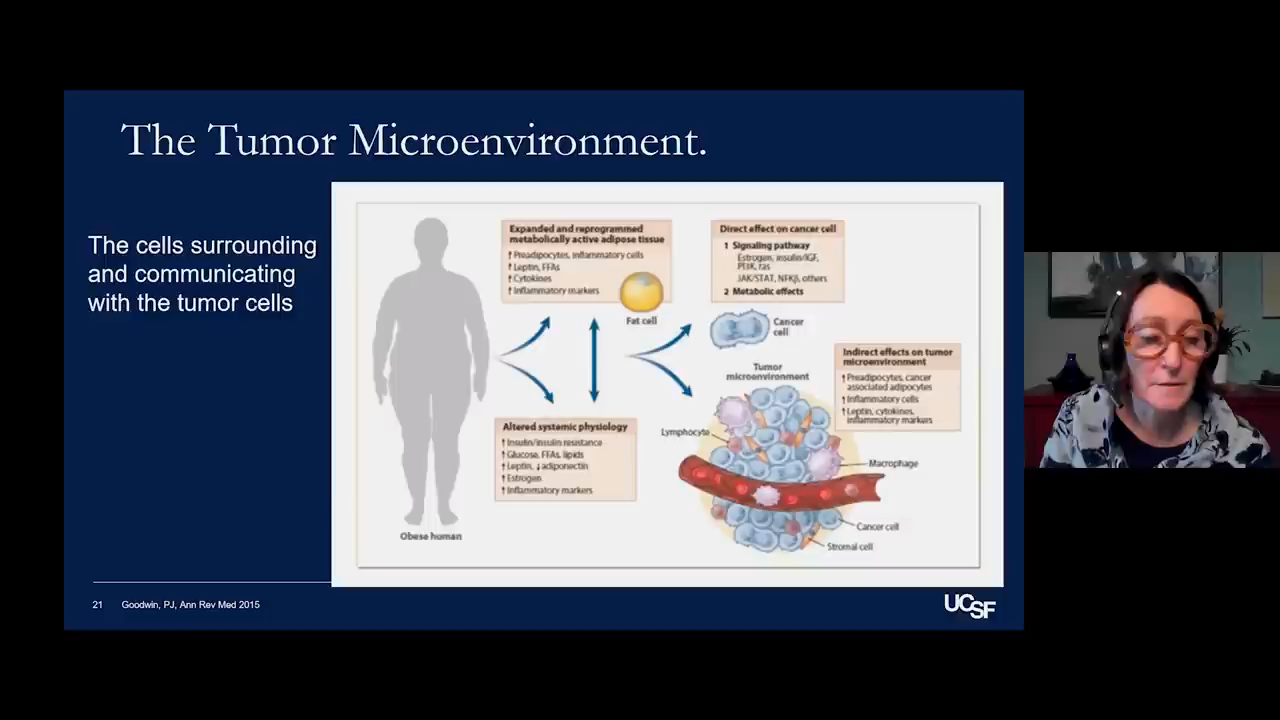 The Tumor Microenvironment.
The cells surrounding
and communicating
with the tumor cells
Obese human
Expanded and reprogrammed
metabolically active adipose tissue
↑ Preadipocytes, inflammatory cells
↑ Leptin, FFAs
↑ Cytokines
↑ Inflammatory markers
Fat cell
Altered systemic physiology
↑ Insulin/insulin resistance
↑ Glucose, FFAs, lipids
↑ Leptin, ↓ adiponectin
↑ Estrogen
↑ Inflammatory markers
Direct effect on cancer cell
1 Signaling pathway
Estrogen, insulin/IGF,
PI3K, ras
JAK/STAT, NFKβ, others
2 Metabolic effects
Cancer
cell
Tumor
microenvironment
Indirect effects on tumor
microenvironment
↑ Preadipocytes, cancer
associated adipocytes
↑ Inflammatory cells
↑ Leptin, cytokines,
inflammatory markers
Lymphocyte
Macrophage
Cancer cell
Stromal cell
21 Goodwin, PJ, Ann Rev Med 2015
UCSF